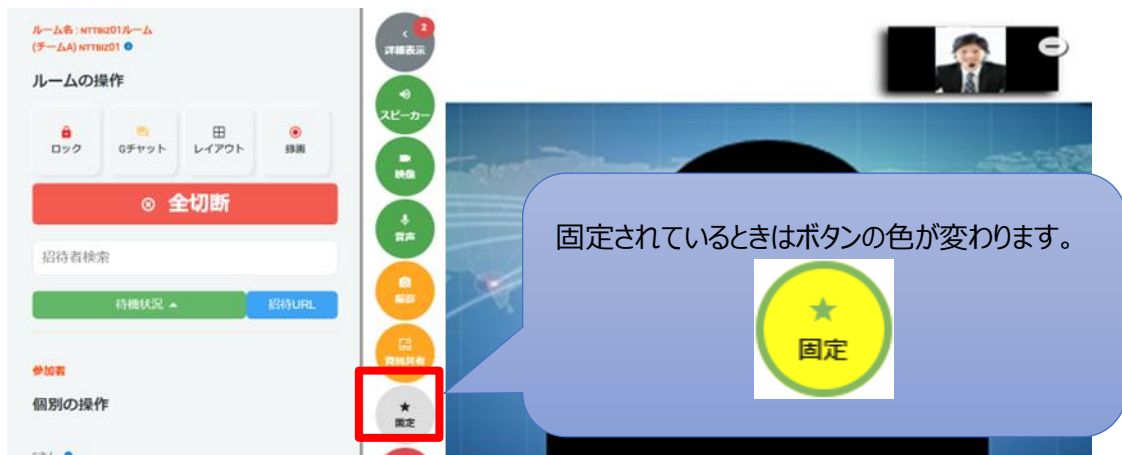 ルーム名 : NTTBIZ01ルーム
(チームA) NTTBIZ01
ルームの操作
ロック
Gチャット
レイアウト
録画
全切断
招待者検索
待機状況
招待URL
参加者
個別の操作
2
詳細表示
スピーカー
映像
音声
撮影
資料共有
固定
固定されているときはボタンの色が変わります。
固定